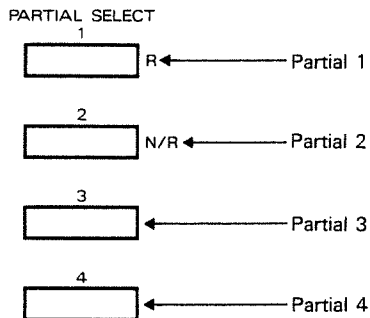 PARTIAL SELECT
1
R Partial 1
2
N/R Partial 2
3
Partial 3
4
Partial 4